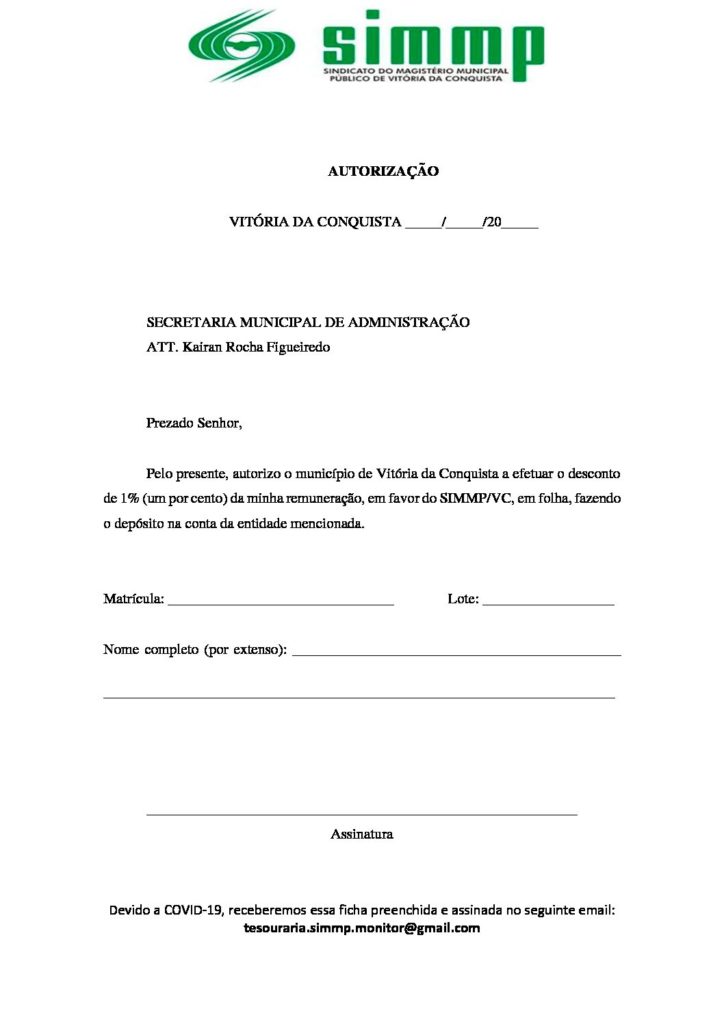 simmp
SINDICATO DO MAGISTÉRIO MUNICIPAL
PÚBLICO DE VITÓRIA DA CONQUISTA
AUTORIZAÇÃO
VITÓRIA DA CONQUISTA _____/_____/20_____
SECRETARIA MUNICIPAL DE ADMINISTRAÇÃO
ATT. Kairan Rocha Figueiredo
Prezado Senhor,
Pelo presente, autorizo o município de Vitória da Conquista a efetuar o desconto
de 1% (um por cento) da minha remuneração, em favor do SIMMP/VC, em folha, fazendo
o depósito na conta da entidade mencionada.
Matrícula: _______________________________ Lote: __________________
Nome completo (por extenso): _____________________________________________
Assinatura
Devido a COVID-19, receberemos essa ficha preenchida e assinada no seguinte email:
tesouraria.simmp.monitor@gmail.com